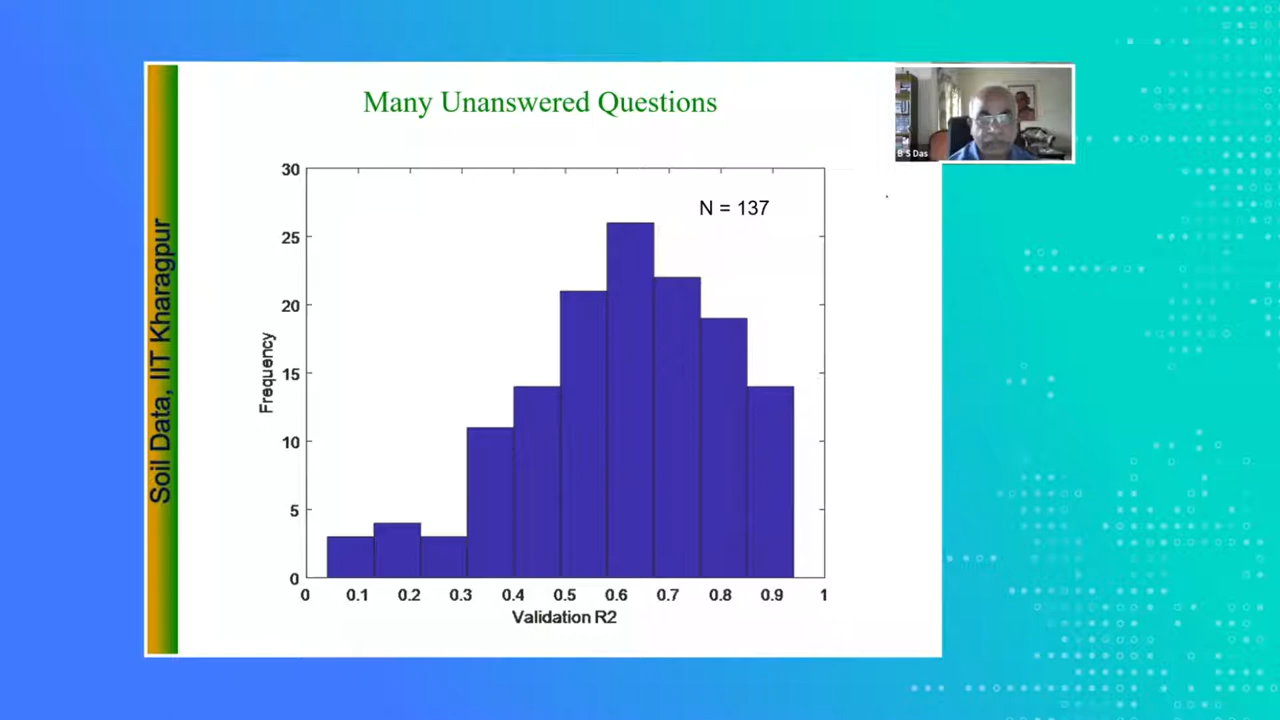 Many Unanswered Questions
B S Das
Soil Data, IIT Kharagpur
N = 137
30
25
20
15
10
5
0
Frequency
0 0.1 0.2 0.3 0.4 0.5 0.6 0.7 0.8 0.9 1
Validation R2